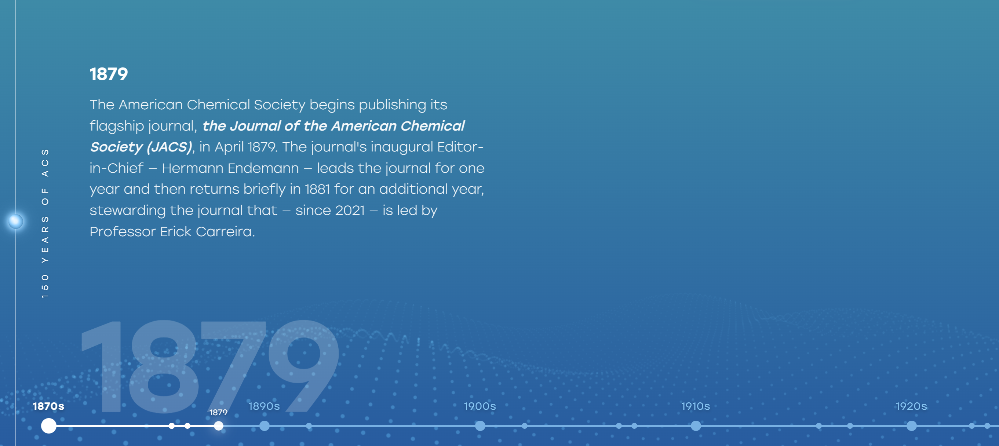 1879
The American Chemical Society begins publishing its
flagship journal, the Journal of the American Chemical
Society (JACS), in April 1879. The journal's inaugural Editor-
in-Chief – Hermann Endemann – leads the journal for one
year and then returns briefly in 1881 for an additional year,
stewarding the journal that – since 2021 – is led by
Professor Erick Carreira.
150 YEARS OF ACS
1879
1870s
1879
1890s
1900s
1910s
1920s